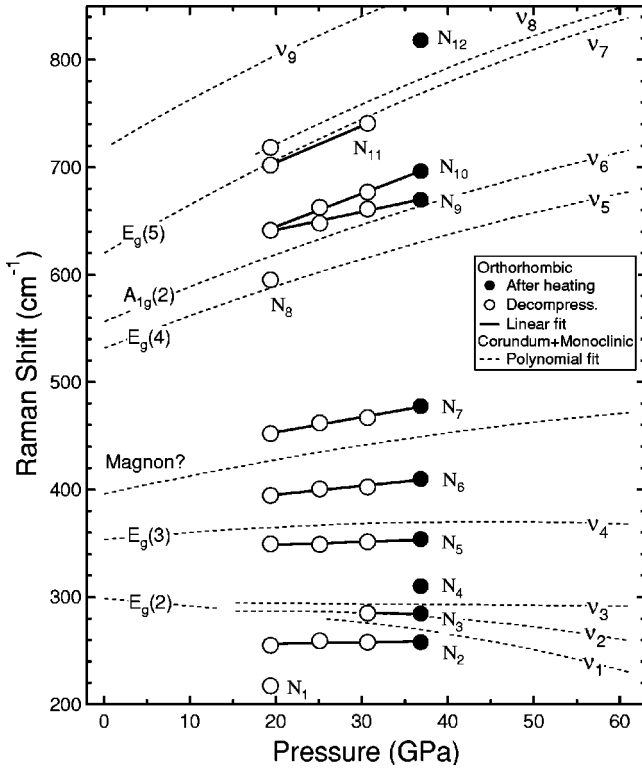 ν8
ν9
N12
ν7
800
N11
700
N10
ν6
N9
ν5
Eg(5)
600
A1g(2)
N8
Eg(4)
Orthorhombic
After heating
Decompress.
Linear fit
Corundum+Monoclinic
Polynomial fit
500
N7
Magnon?
N6
400
Eg(3)
ν4
N5
N4
300
Eg(2)
ν3
N3
ν2
N2
ν1
N1
200
0 10 20 30 40 50 60
Pressure (GPa)
Raman Shift (cm-1)